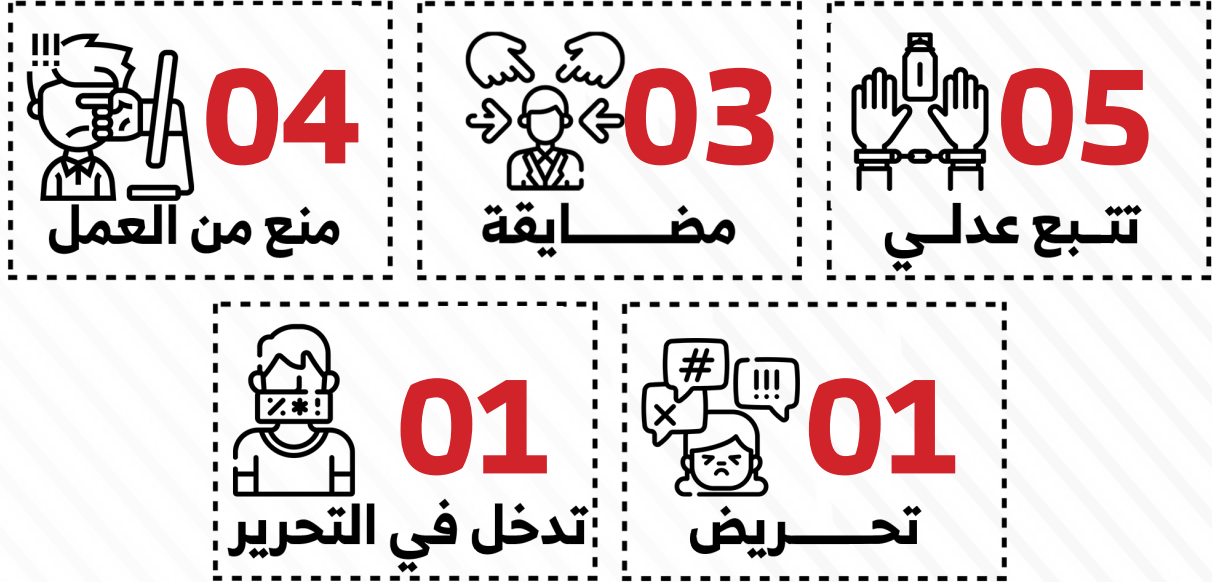 05
تتبع عدلي
03
مضايقة
!!!
04
منع من العمل
#
!!!
×
01
تحريض
%*!
01
تدخل في التحرير